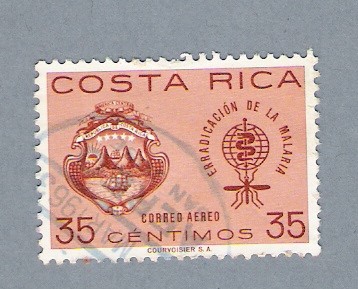 COSTA RICA
ERRADICACIÓN DE LA MALARIA
CORREO AEREO
35 CÉNTIMOS 35
COURVOISIER S.A.